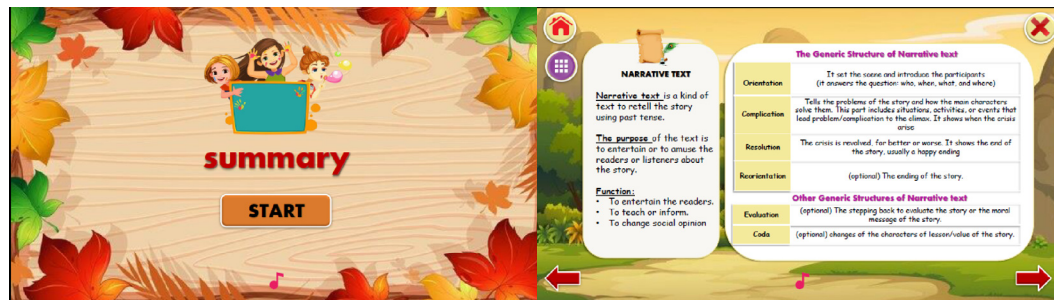 summary
START
NARRATIVE TEXT
Narrative text is a kind of
text to retell the story
using past tense.
The purpose of the text is
to entertain or to amuse the
readers or listeners about
the story.
Function:
• To entertain the readers.
• To teach or inform.
• To change social opinion
The Generic Structure of Narrative text
Orientation
It set the scene and introduce the participants
(it answers the question: who, when, what, and where)
Complication
Tells the problems of the story and how the main characters
solve them. This part includes situations, activities, or events that
lead problem/complication to the climax. It shows when the crisis
arise
Resolution
The crisis is revolved, for better or worse. It shows the end of
the story, usually a happy ending
Reorientation
(optional) The ending of the story.
Other Generic Structures of Narrative text
Evaluation
(optional) The stepping back to evaluate the story or the moral
message of the story.
Coda
(optional) changes of the characters of lesson/value of the story.